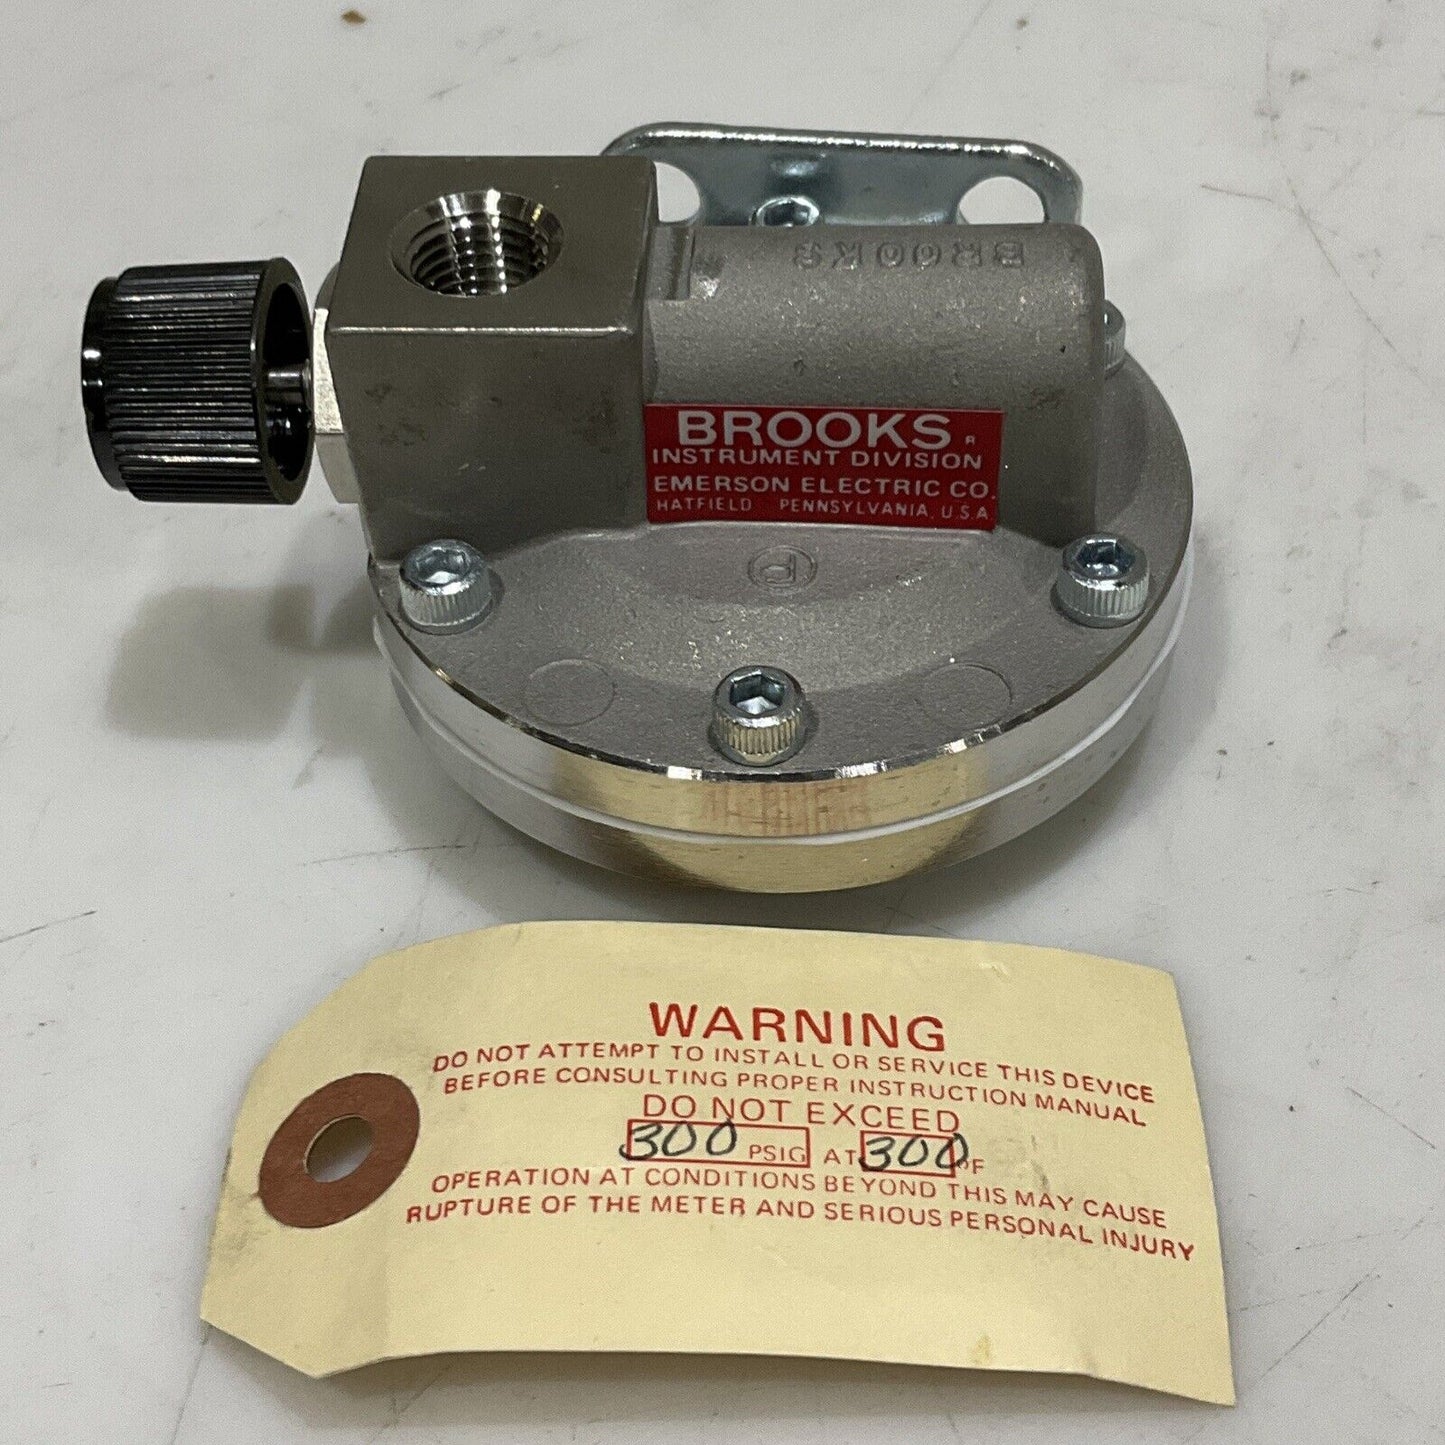 BROOKS
BROOKS R
INSTRUMENT DIVISION
EMERSON ELECTRIC CO.
HATFIELD PENNSYLVANIA, U.S.A
P
WARNING
DO NOT ATTEMPT TO INSTALL OR SERVICE THIS DEVICE
BEFORE CONSULTING PROPER INSTRUCTION MANUAL
DO NOT EXCEED
300 PSIG AT 300 ºF
OPERATION AT CONDITIONS BEYOND THIS MAY CAUSE
RUPTURE OF THE METER AND SERIOUS PERSONAL INJURY